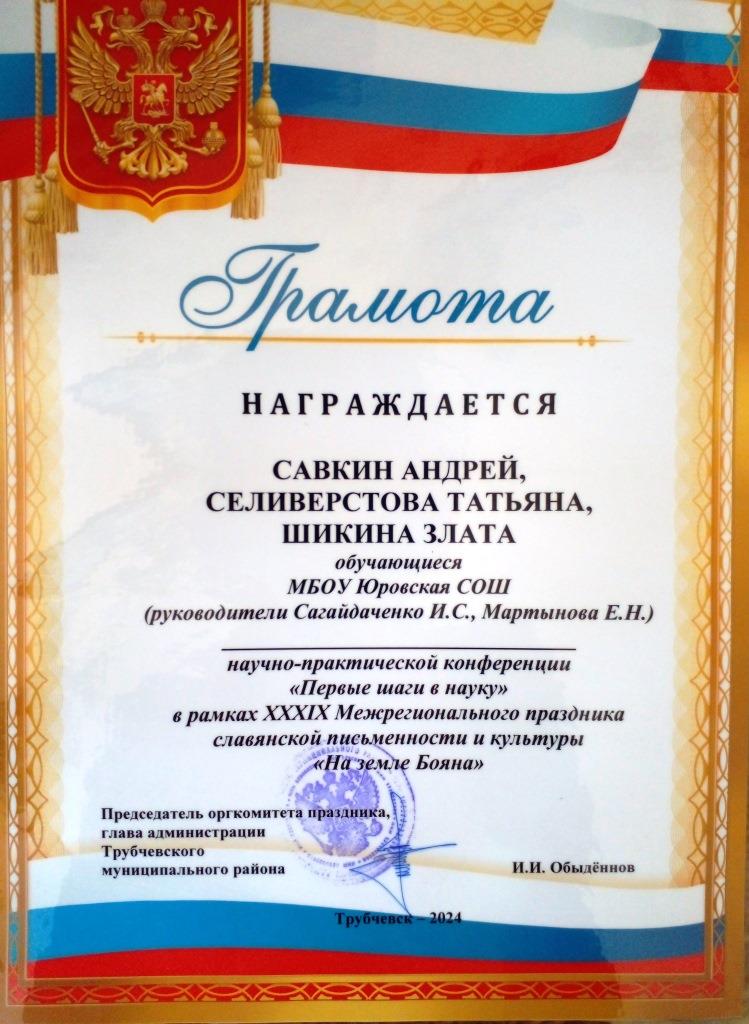 Грамота
НАГРАЖДАЕТСЯ
САВКИН АНДРЕЙ,
СЕЛИВЕРСТОВА ТАТЬЯНА,
ШИКИНА ЗЛАТА
обучающиеся
МБОУ Юровская СОШ
(руководители Сагайдаченко И.С., Мартынова Е.Н.)
научно-практической конференции
«Первые шаги в науку»
в рамках XXXIX Межрегионального праздника
славянской письменности и культуры
«На земле Бояна»
Председатель оргкомитета праздника,
глава администрации
Трубчевского
муниципального района
И.И. Обыдённов
Трубчевск – 2024